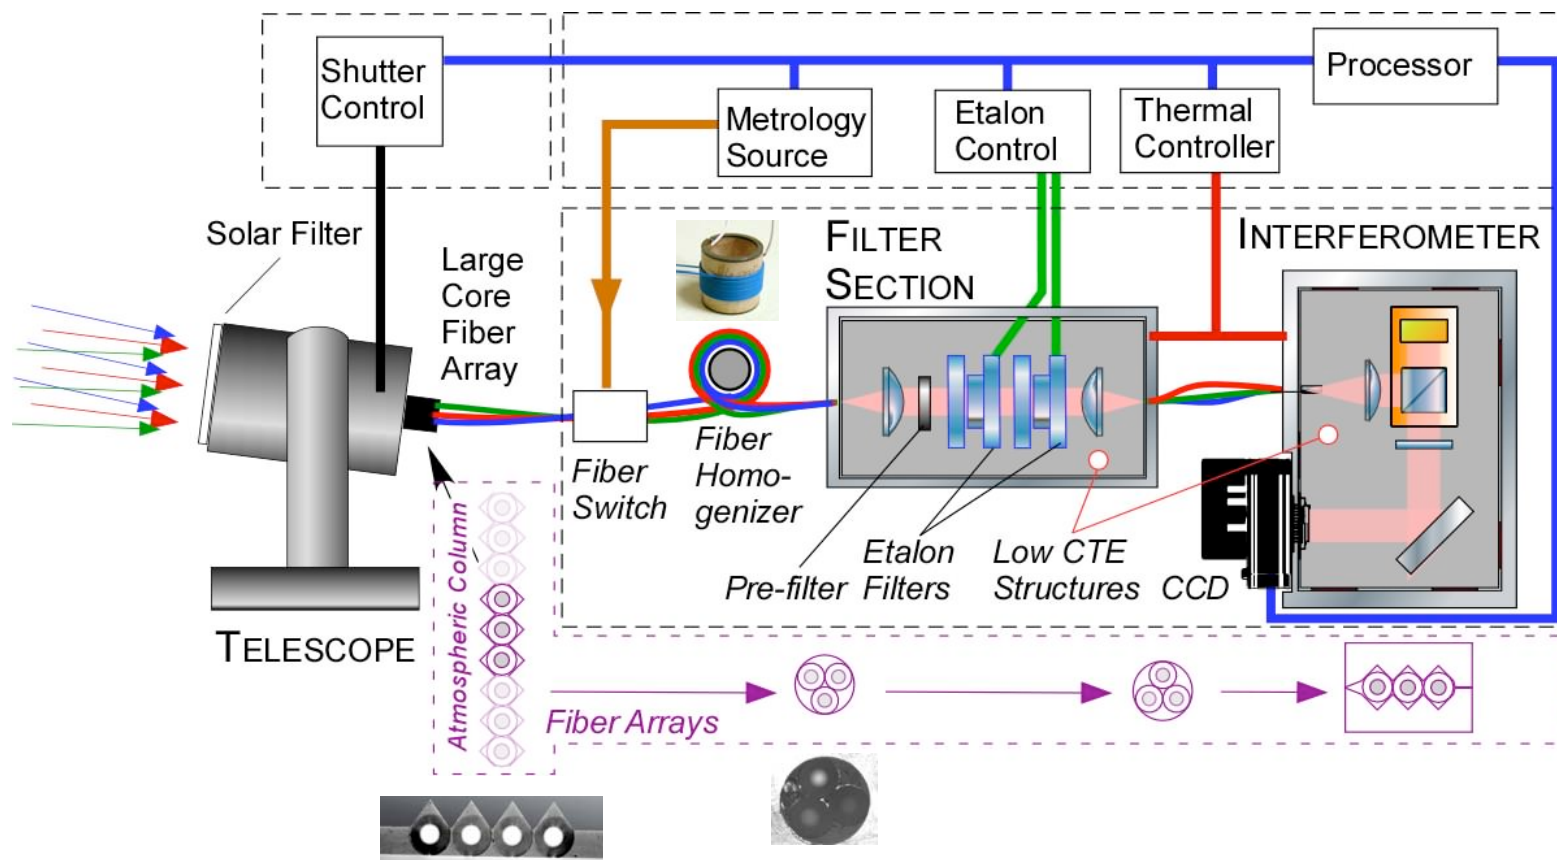 Shutter
Control
Processor
Metrology
Source
Etalon
Control
Thermal
Controller
Solar Filter
Large
Core
Fiber
Array
FILTER
SECTION
INTERFEROMETER
Fiber
Switch
Fiber
Homo-
genizer
Pre-filter
Etalon
Filters
Low CTE
Structures
CCD
TELESCOPE
Atmospheric Column
Fiber Arrays